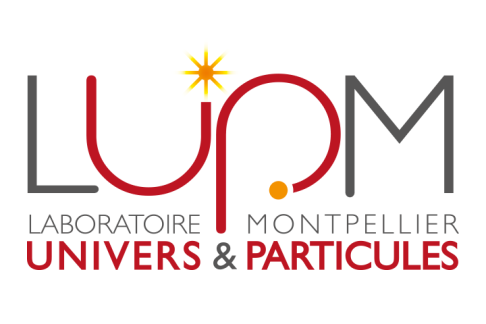 LUPM
LABORATOIRE MONTPELLIER
UNIVERS & PARTICULES